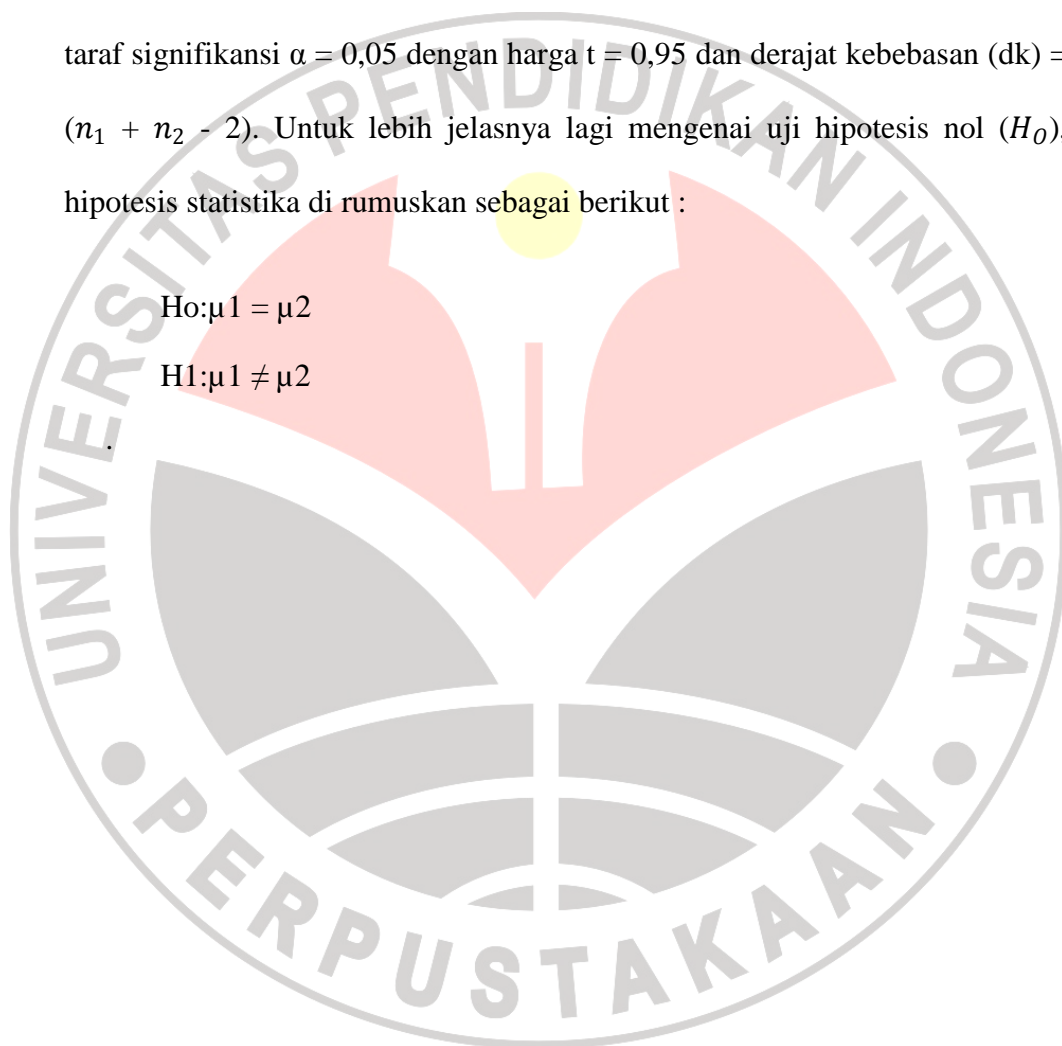 taraf signifikansi α = 0,05 dengan harga t = 0,95 dan derajat kebebasan (dk) =
(n₁ + n₂ - 2). Untuk lebih jelasnya lagi mengenai uji hipotesis nol (H₀),
hipotesis statistika di rumuskan sebagai berikut :
Ho:µ1 = µ2
H1:µ1 ≠ µ2
.
UNIVERSITAS PENDIDIKAN INDONESIA
PERPUSTAKAAN